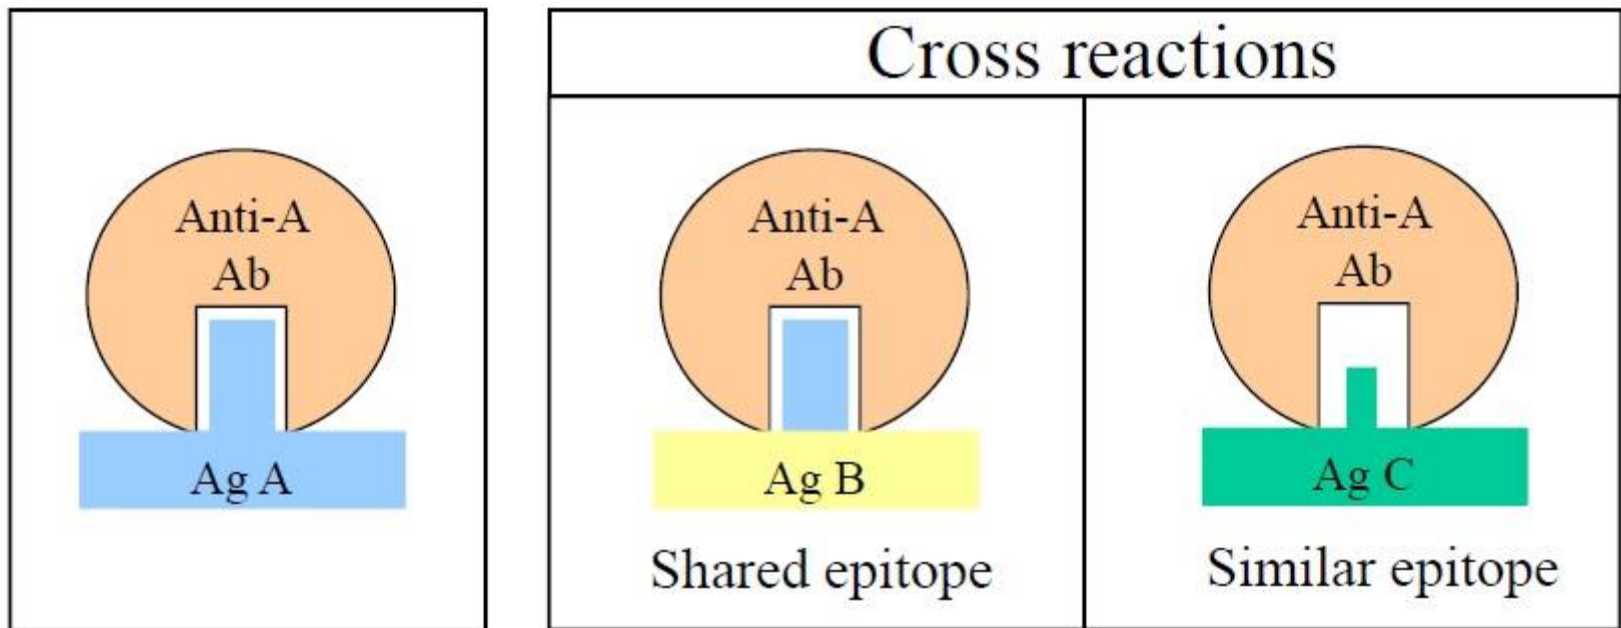 Anti-A
Ab
Ag A
Cross reactions
Anti-A
Ab
Ag B
Shared epitope
Anti-A
Ab
Ag C
Similar epitope